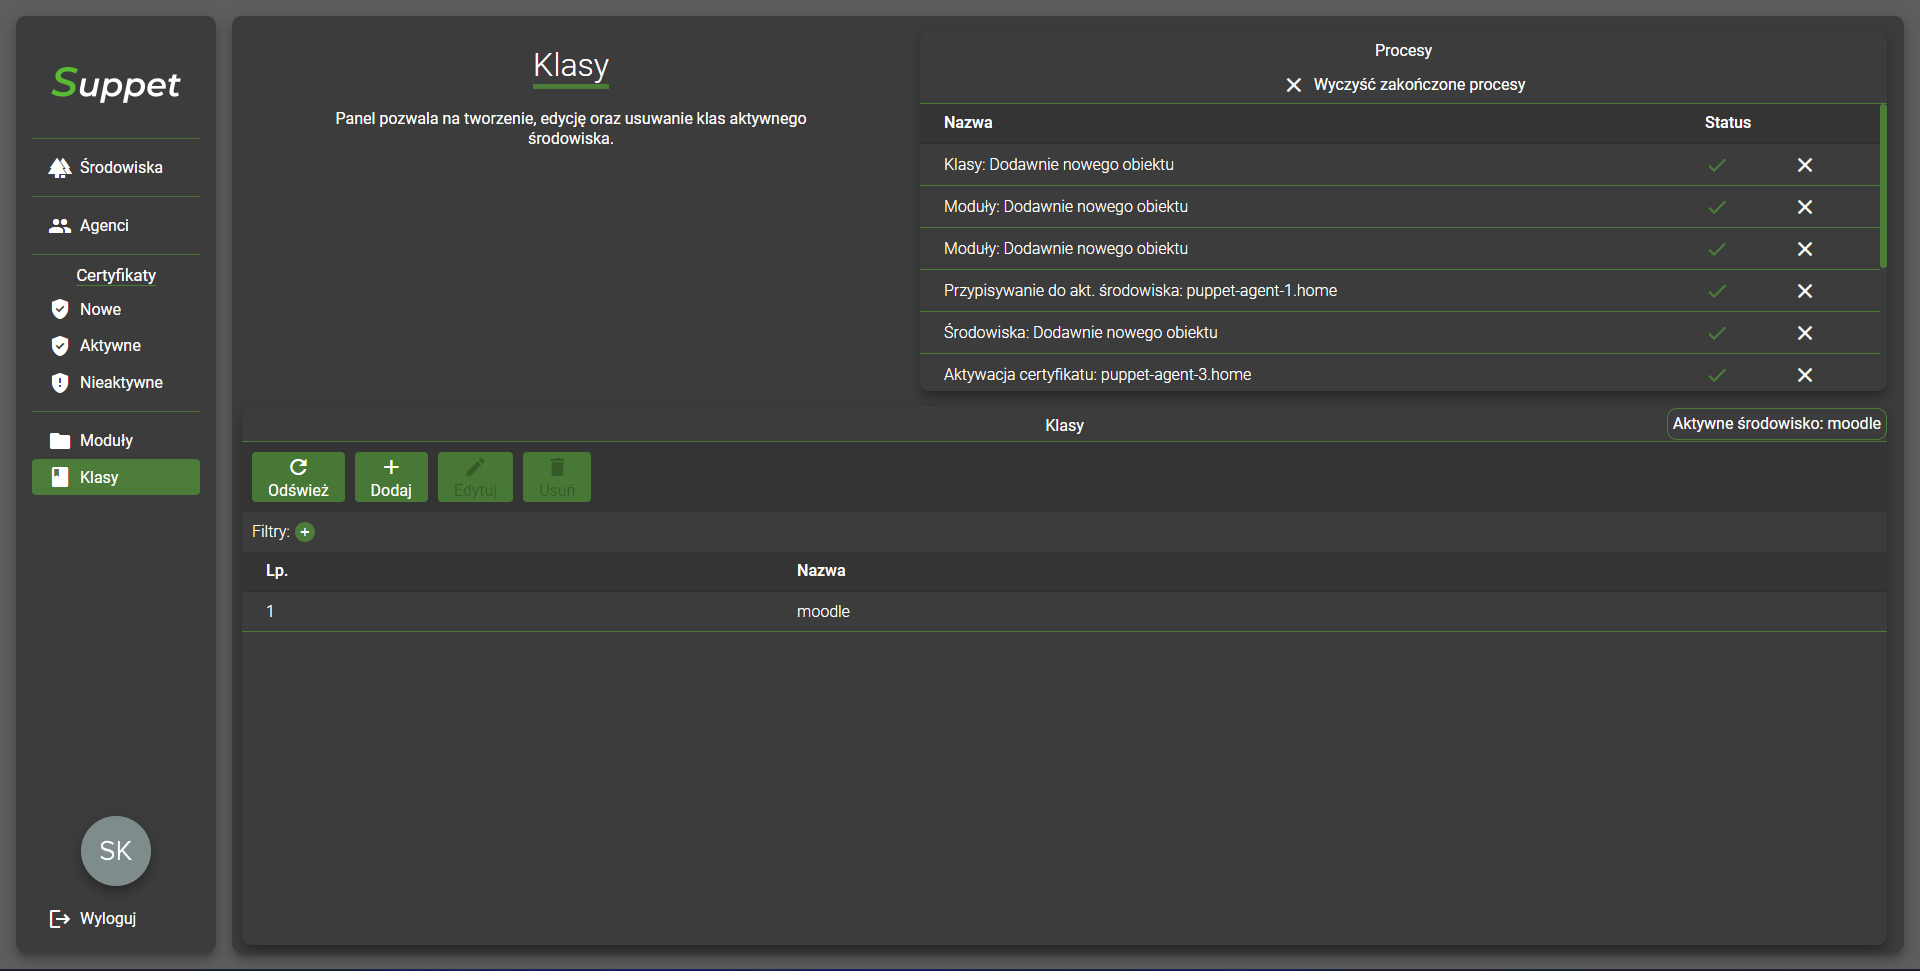 Suppet
Środowiska
Agenci
Certyfikaty
Nowe
Aktywne
Nieaktywne
Moduły
Klasy
SK
Wyloguj
Klasy
Panel pozwala na tworzenie, edycję oraz usuwanie klas aktywnego
środowiska.
Procesy
Wyczyść zakończone procesy
Nazwa Status
Klasy: Dodawnie nowego obiektu
Moduły: Dodawnie nowego obiektu
Moduły: Dodawnie nowego obiektu
Przypisywanie do akt. środowiska: puppet-agent-1.home
Środowiska: Dodawnie nowego obiektu
Aktywacja certyfikatu: puppet-agent-3.home
Klasy
Aktywne środowisko: moodle
Odśwież Dodaj Edytuj Usuń
Filtry:
Lp. Nazwa
1 moodle